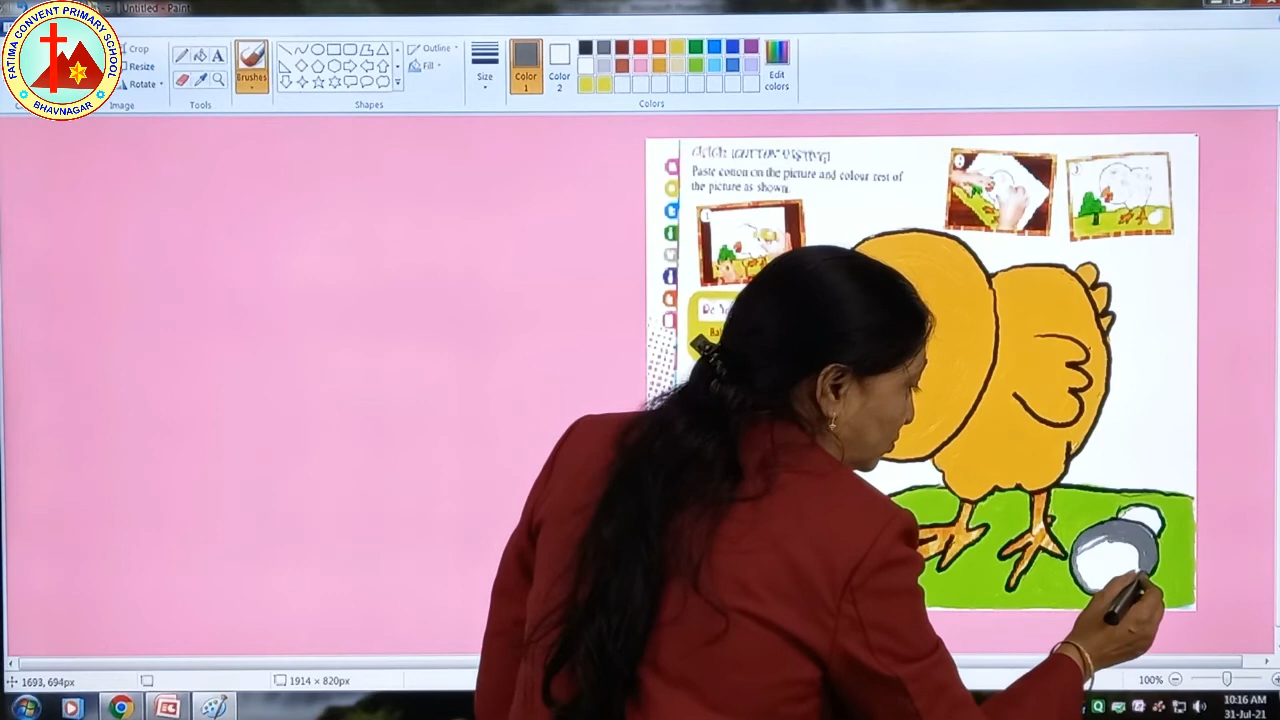 Untitled - Paint
FATIMA CONVENT PRIMARY SCHOOL
BHAVNAGAR
Crop
Resize
Rotate
Image
Tools
Brushes
Shapes
Outline
Fill
Size
Color 1
Color 2
Edit colors
Colors
Paste cotton on the picture and colour rest of
the picture as shown.
1693, 694px
1914 × 820px
100%
10:16 AM
31-Jul-21